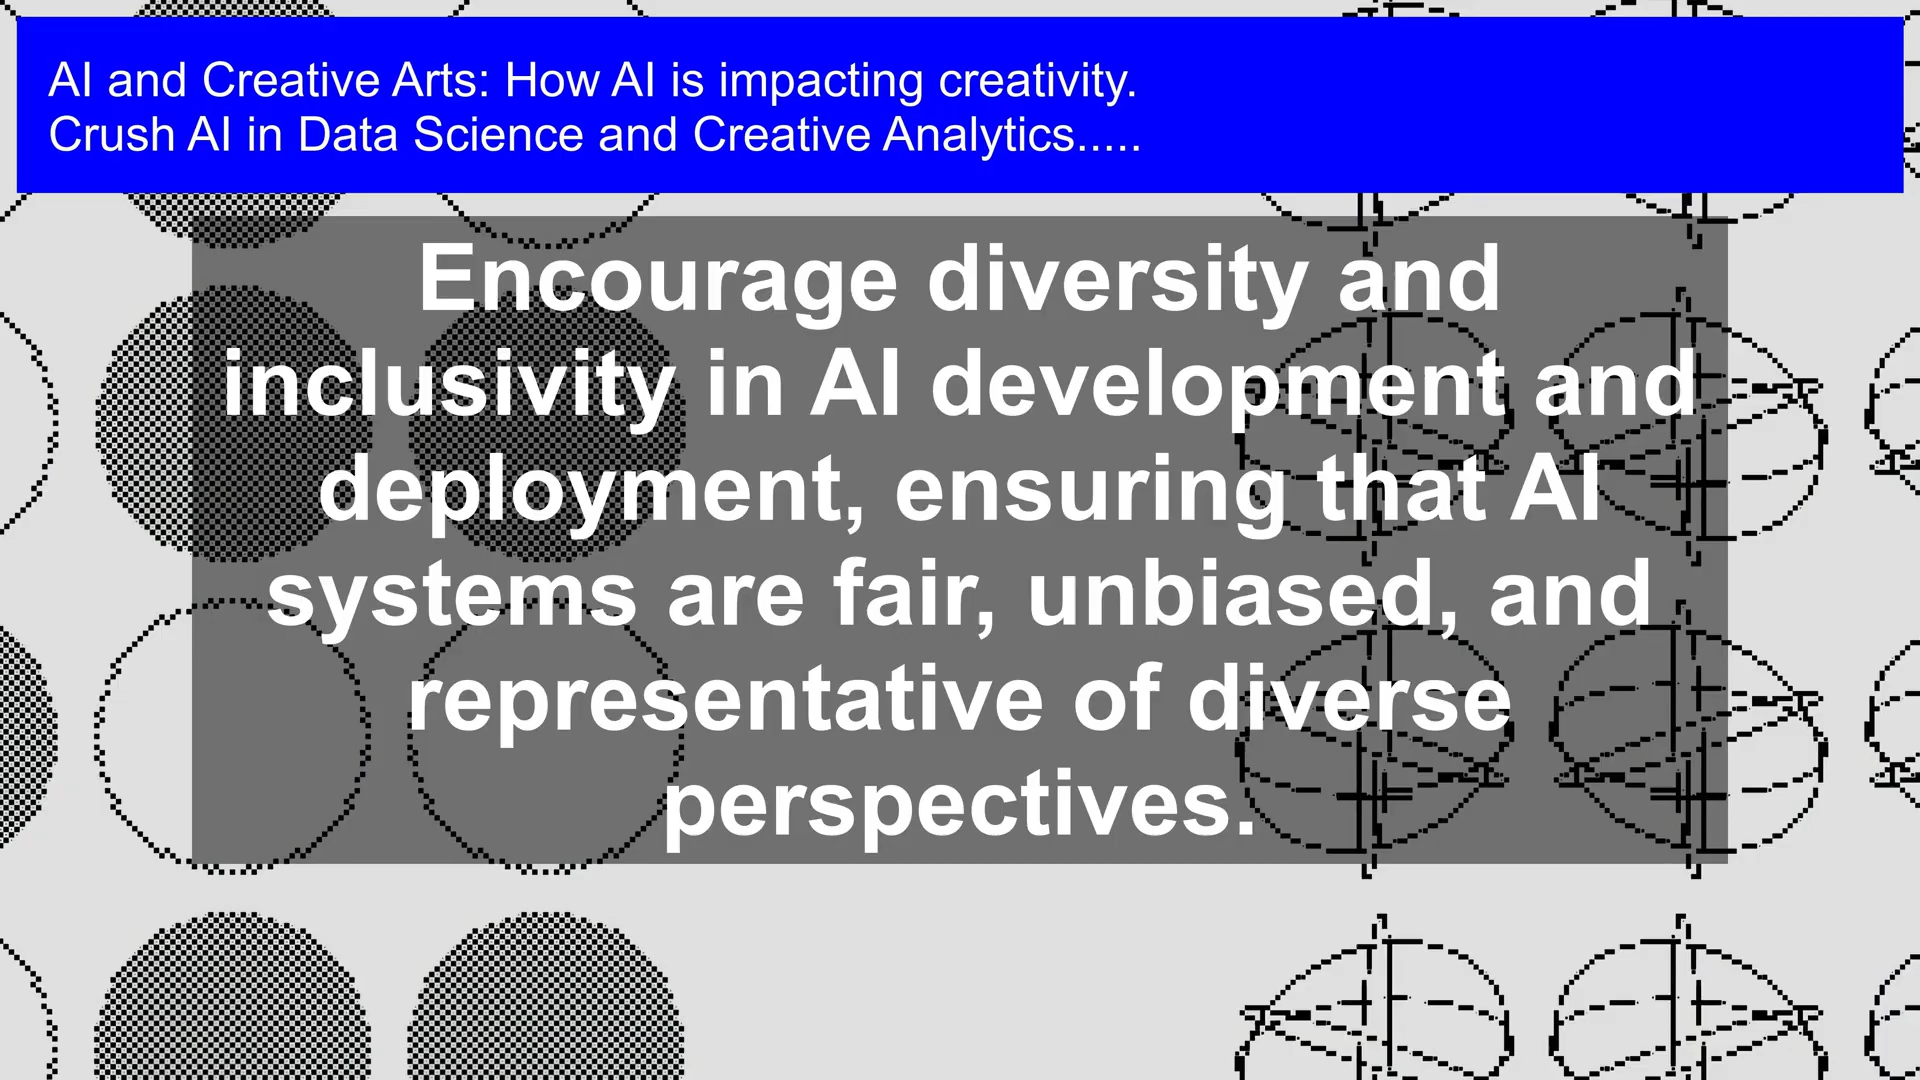 AI and Creative Arts: How AI is impacting creativity.
Crush AI in Data Science and Creative Analytics.....
Encourage diversity and
inclusivity in AI development and
deployment, ensuring that AI
systems are fair, unbiased, and
representative of diverse
perspectives.